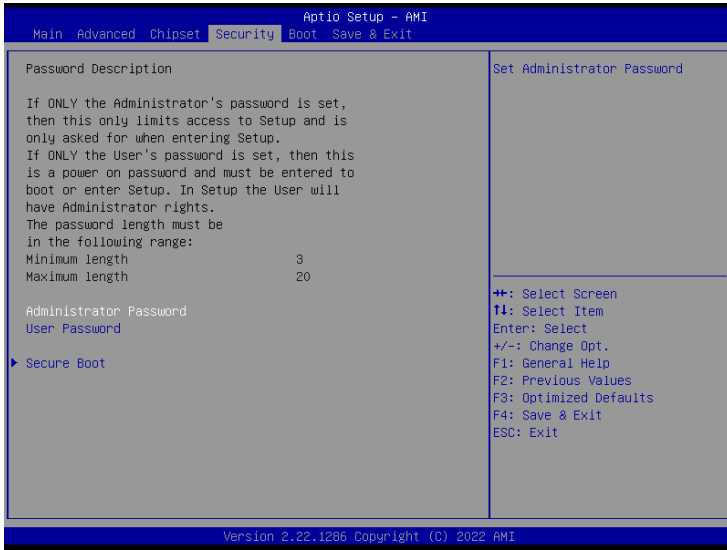 Aptio Setup - AMI
Main Advanced Chipset Security Boot Save & Exit
Password Description
If ONLY the Administrator's password is set,
then this only limits access to Setup and is
only asked for when entering Setup.
If ONLY the User's password is set, then this
is a power on password and must be entered to
boot or enter Setup. In Setup the User will
have Administrator rights.
The password length must be
in the following range:
Minimum length 3
Maximum length 20
Administrator Password
User Password
Secure Boot
Set Administrator Password
→←: Select Screen
↑↓: Select Item
Enter: Select
+/-: Change Opt.
F1: General Help
F2: Previous Values
F3: Optimized Defaults
F4: Save & Exit
ESC: Exit
Version 2.22.1286 Copyright (C) 2022 AMI